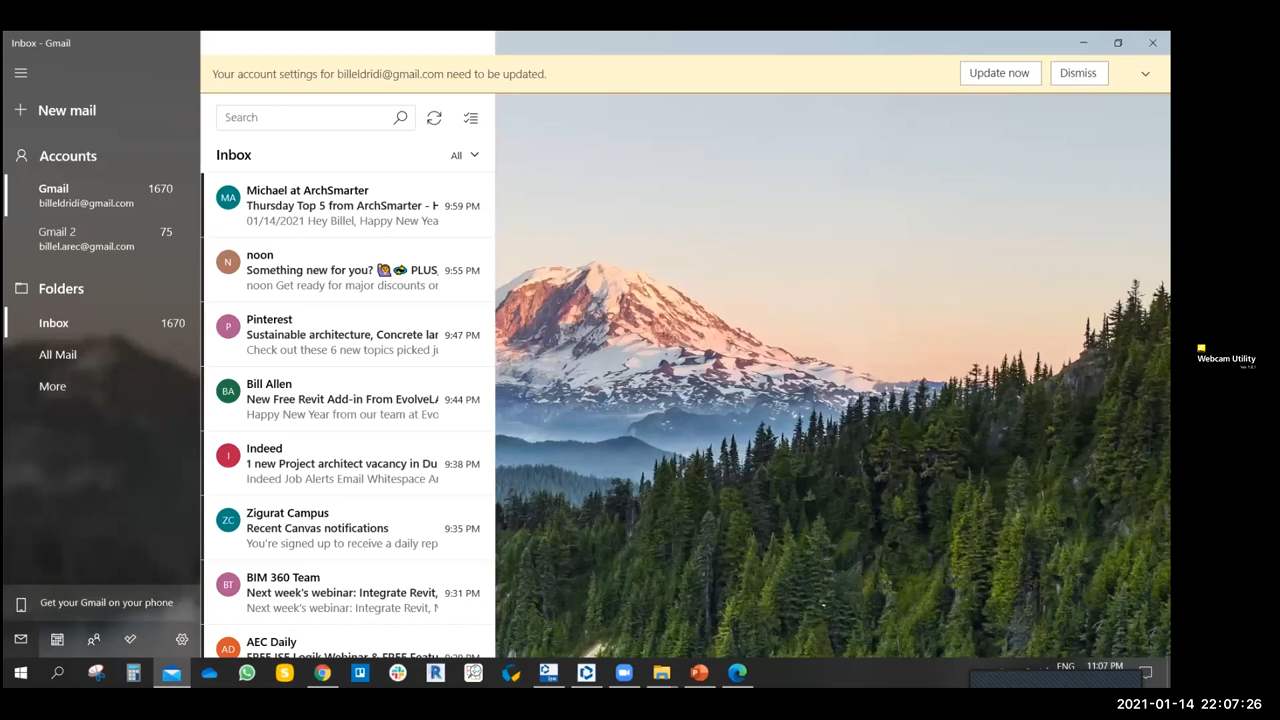 Inbox - Gmail
Your account settings for billeldridi@gmail.com need to be updated.
Update now
Dismiss
New mail
Accounts
Gmail 1670
billeldridi@gmail.com
Gmail 2 75
billel.arec@gmail.com
Folders
Inbox 1670
All Mail
More
Get your Gmail on your phone
Search
Inbox
All
MA
Michael at ArchSmarter
Thursday Top 5 from ArchSmarter - H 9:59 PM
01/14/2021 Hey Billel, Happy New Yea
N
noon
Something new for you? 🙋 PLUS, 9:55 PM
noon Get ready for major discounts or
P
Pinterest
Sustainable architecture, Concrete lar 9:47 PM
Check out these 6 new topics picked ju
BA
Bill Allen
New Free Revit Add-in From EvolveLA 9:44 PM
Happy New Year from our team at Evo
I
Indeed
1 new Project architect vacancy in Du 9:38 PM
Indeed Job Alerts Email Whitespace Ar
ZC
Zigurat Campus
Recent Canvas notifications 9:35 PM
You're signed up to receive a daily rep
BT
BIM 360 Team
Next week's webinar: Integrate Revit, 9:31 PM
Next week's webinar: Integrate Revit, N
AD
AEC Daily
Webcam Utility
ENG 11:07 PM
2021-01-14 22:07:26